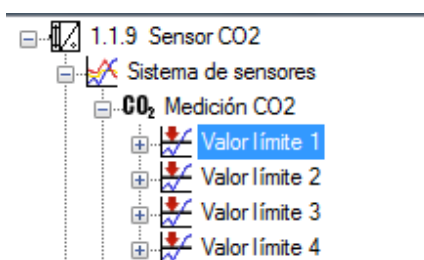 1.1.9 Sensor CO2
Sistema de sensores
CO₂ Medición CO2
Valor límite 1
Valor límite 2
Valor límite 3
Valor límite 4